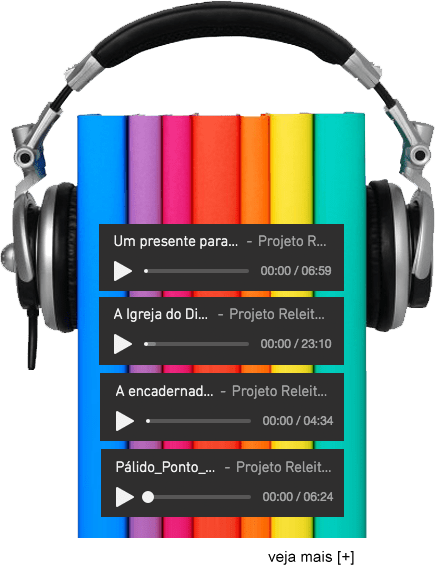 Um presente para... - Projeto R...
00:00 / 06:59
A Igreja do Di... - Projeto Releit...
00:00 / 23:10
A encadernad... - Projeto Releit...
00:00 / 04:34
Pálido_Ponto_... - Projeto Releit...
00:00 / 06:24
veja mais [+]